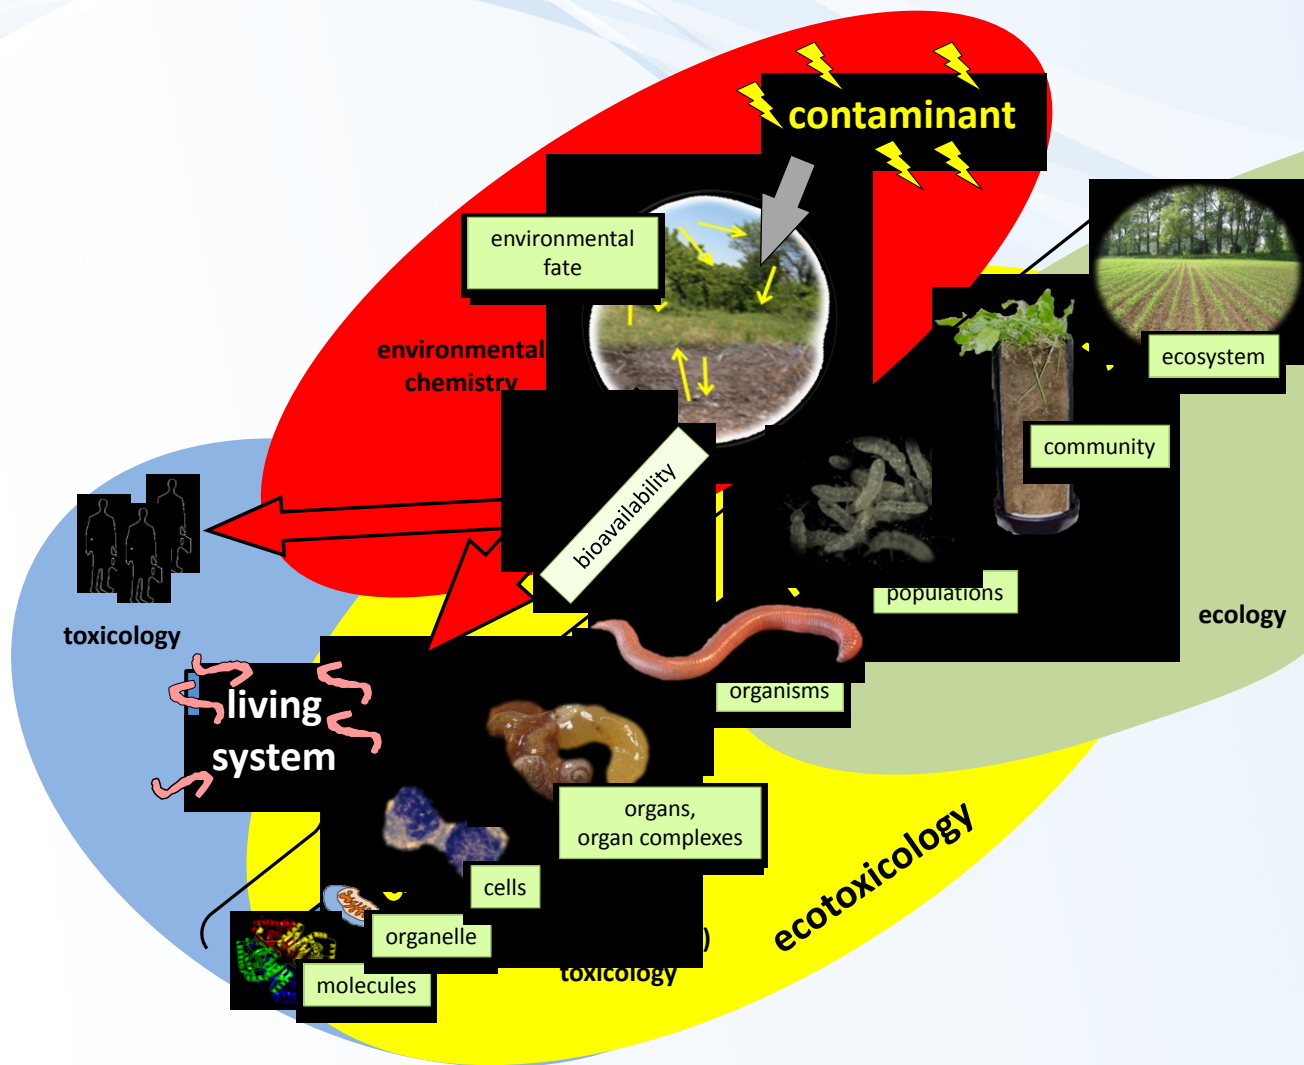 contaminant
environmental
fate
environmental
chemistry
ecosystem
community
bioavailability
populations
ecology
toxicology
organisms
living
system
organs,
organ complexes
cells
ecotoxicology
organelle
)
toxicology
molecules